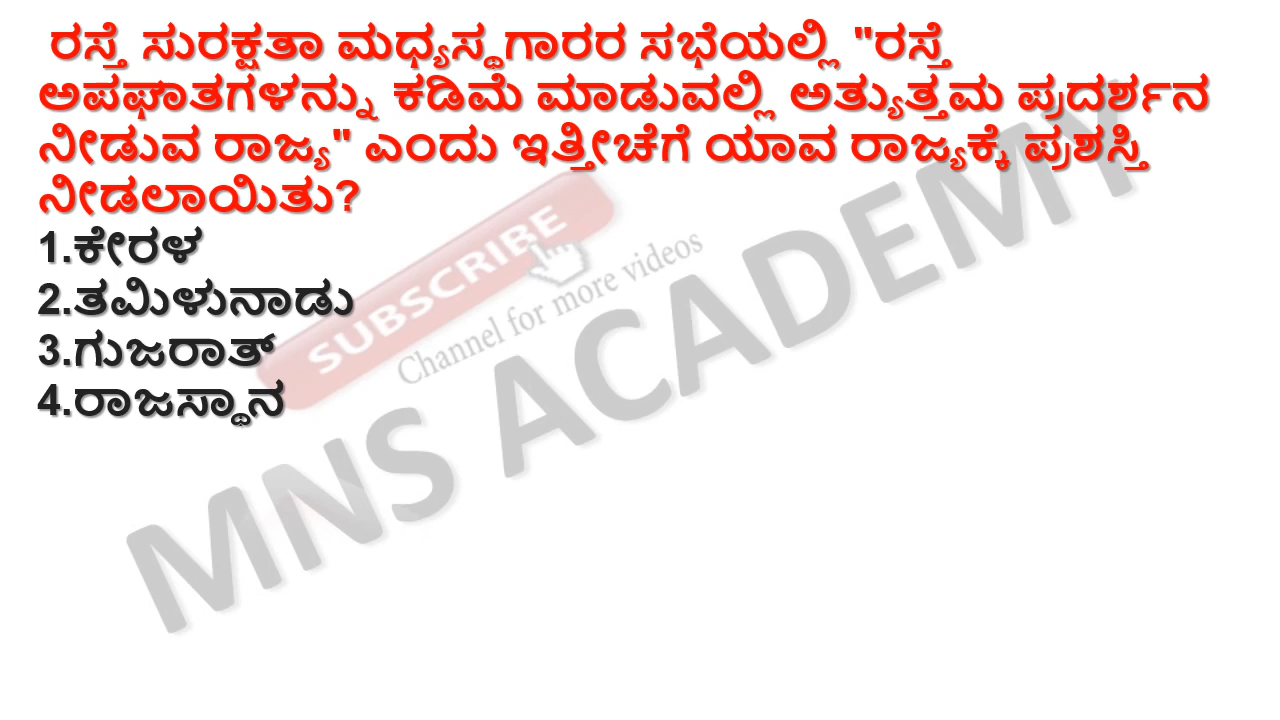 ರಸ್ತೆ ಸುರಕ್ಷತಾ ಮಧ್ಯಸ್ಥಗಾರರ ಸಭೆಯಲ್ಲಿ "ರಸ್ತೆ
ಅಪಘಾತಗಳನ್ನು ಕಡಿಮೆ ಮಾಡುವಲ್ಲಿ ಅತ್ಯುತ್ತಮ ಪ್ರದರ್ಶನ
ನೀಡುವ ರಾಜ್ಯ" ಎಂದು ಇತ್ತೀಚೆಗೆ ಯಾವ ರಾಜ್ಯಕ್ಕೆ ಪ್ರಶಸ್ತಿ
ನೀಡಲಾಯಿತು?
1.ಕೇರಳ
2.ತಮಿಳುನಾಡು
3.ಗುಜರಾತ್
4.ರಾಜಸ್ಥಾನ
SUBSCRIBE
Channel for more videos
MNS ACADEMY